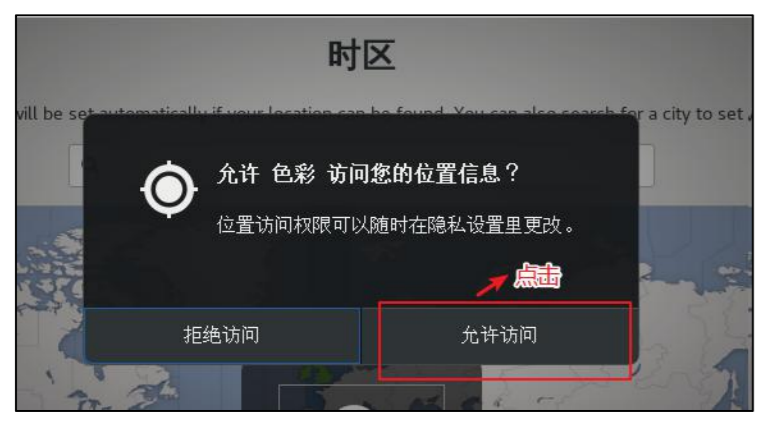 时区
will be set automatically if your location can be found. You can also search for a city to set
允许 色彩 访问您的位置信息？
位置访问权限可以随时在隐私设置里更改。
点击
拒绝访问
允许访问